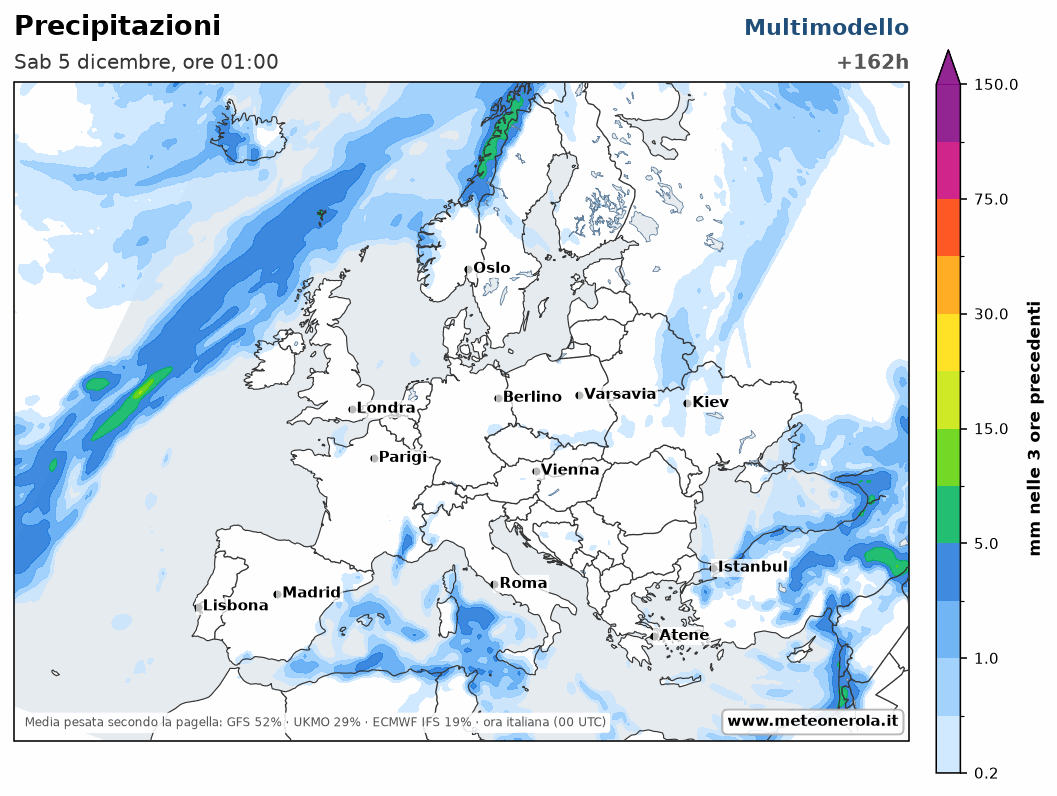 Precipitazioni
Multimodello
Sab 5 dicembre, ore 01:00
+162h
150.0
75.0
30.0
15.0
5.0
1.0
0.2
mm nelle 3 ore precedenti
Oslo
Berlino
Varsavia
Kiev
Londra
Parigi
Vienna
Istanbul
Roma
Madrid
Lisbona
Atene
Media pesata secondo la pagella: GFS 52% · UKMO 29% · ECMWF IFS 19% · ora italiana (00 UTC)
www.meteonerola.it